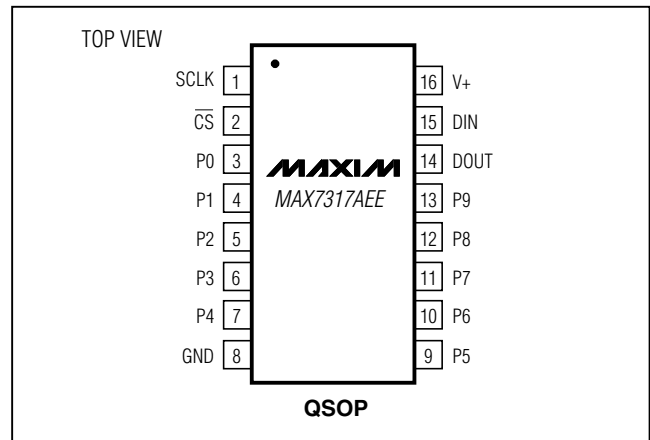 TOP VIEW
SCLK 1 16 V+
C̅S̅ 2 15 DIN
P0 3 14 DOUT
MAXIM
P1 4 MAX7317AEE 13 P9
P2 5 12 P8
P3 6 11 P7
P4 7 10 P6
GND 8 9 P5
QSOP